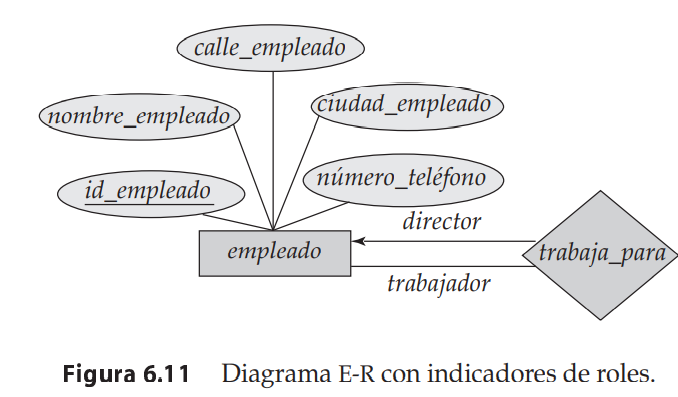 calle_empleado
nombre_empleado
ciudad_empleado
id_empleado
número_teléfono
director
empleado
trabaja_para
trabajador
Figura 6.11 Diagrama E-R con indicadores de roles.